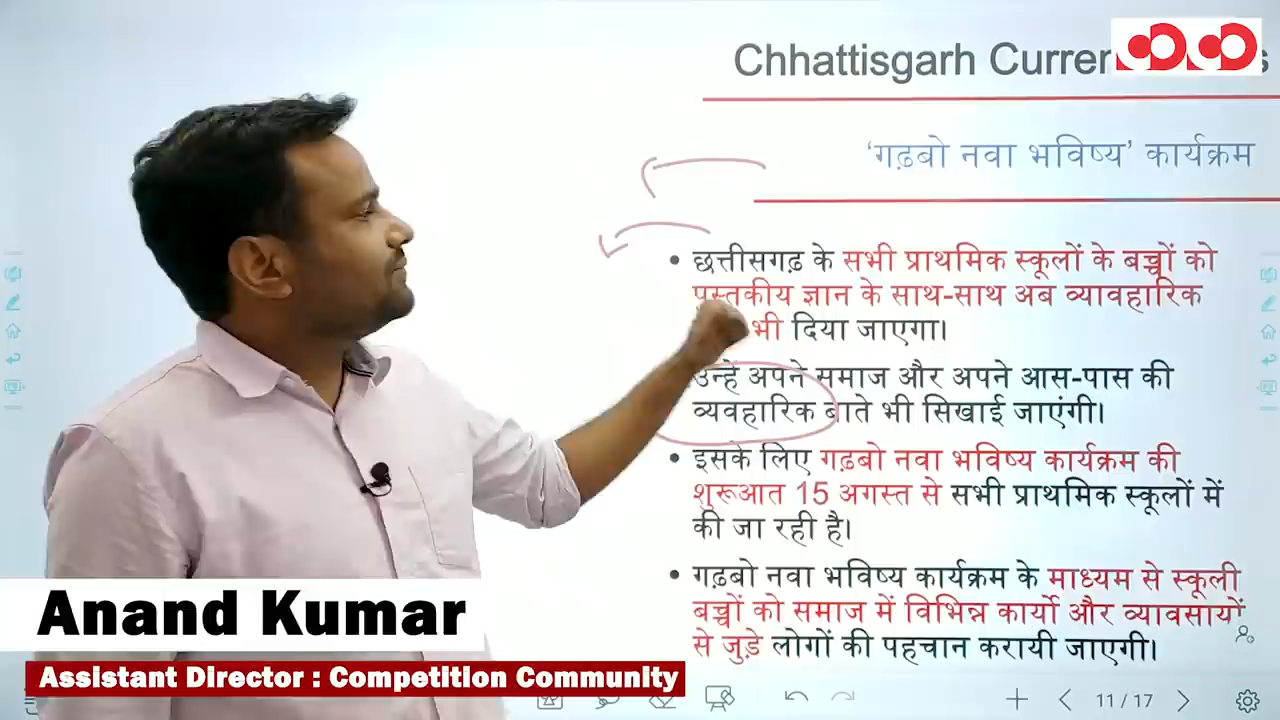 Chhattisgarh
'गढ़बो नवा भविष्य' कार्यक्रम
• छत्तीसगढ़ के सभी प्राथमिक स्कूलों के बच्चों को
पुस्तकीय ज्ञान के साथ-साथ अब व्यावहारिक
भी दिया जाएगा।
उन्हें अपने समाज और अपने आस-पास की
व्यवहारिक बाते भी सिखाई जाएंगी।
• इसके लिए गढ़बो नवा भविष्य कार्यक्रम की
शुरूआत 15 अगस्त से सभी प्राथमिक स्कूलों में
की जा रही है।
• गढ़बो नवा भविष्य कार्यक्रम के माध्यम से स्कूली
बच्चों को समाज में विभिन्न कार्यो और व्यावसायों
से जुड़े लोगों की पहचान करायी जाएगी।
Anand Kumar
Assistant Director : Competition Community
11 / 17